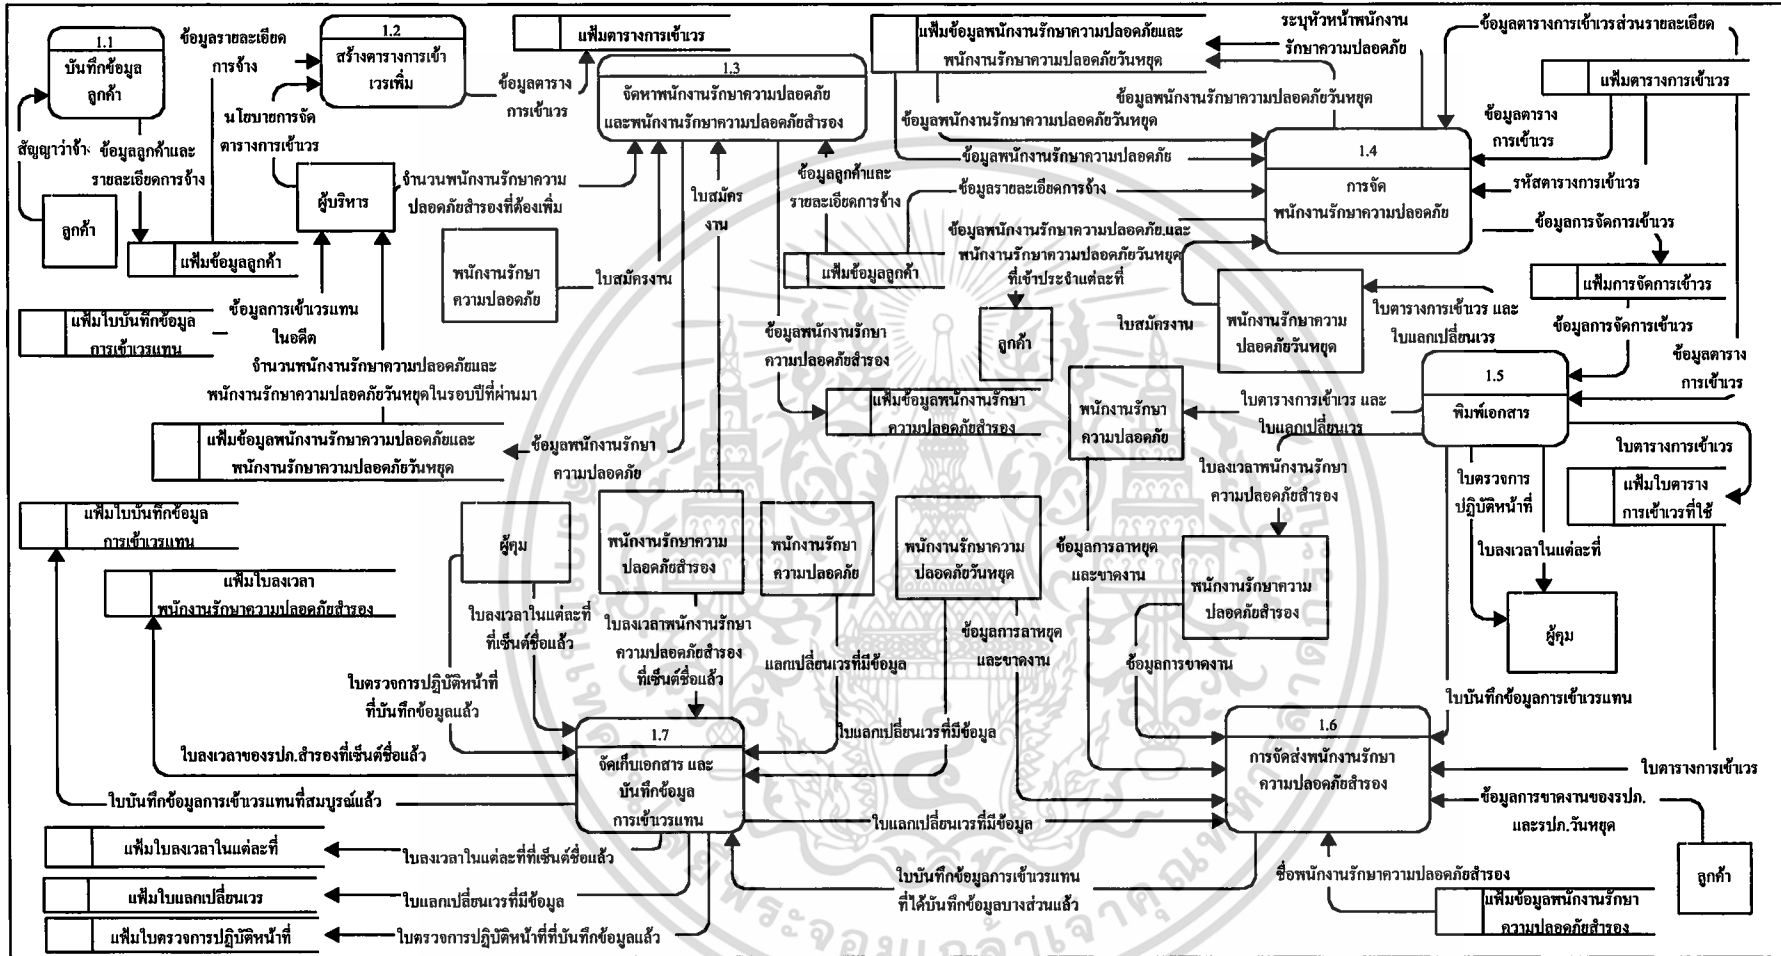 1.1
บันทึกข้อมูล
ลูกค้า
ข้อมูลรายละเอียด
การจ้าง
1.2
สร้างตารางการเข้า
เวรเพิ่ม
แฟ้มตารางการเข้าเวร
ข้อมูลตาราง
การเข้าเวร
1.3
จัดหาพนักงานรักษาความปลอดภัย
และพนักงานรักษาความปลอดภัยสำรอง
แฟ้มข้อมูลพนักงานรักษาความปลอดภัยและ
พนักงานรักษาความปลอดภัยวันหยุด
ระบุหัวหน้าพนักงาน
รักษาความปลอดภัย
ข้อมูลตารางการเข้าเวรส่วนรายละเอียด
แฟ้มตารางการเข้าเวร
ข้อมูลพนักงานรักษาความปลอดภัยวันหยุด
ข้อมูลพนักงานรักษาความปลอดภัยวันหยุด
ข้อมูลพนักงานรักษาความปลอดภัย
ข้อมูลรายละเอียดการจ้าง
1.4
การจัด
พนักงานรักษาความปลอดภัย
ข้อมูลตาราง
การเข้าเวร
รหัสตารางการเข้าเวร
ข้อมูลการจัดการเข้าเวร
แฟ้มการจัดการเข้าเวร
สัญญาว่าจ้าง
ข้อมูลลูกค้าและ
รายละเอียดการจ้าง
นโยบายการจัด
ตารางการเข้าเวร
ลูกค้า
ผู้บริหาร
จำนวนพนักงานรักษาความ
ปลอดภัยสำรองที่ต้องเพิ่ม
ใบสมัคร
งาน
ข้อมูลลูกค้าและ
รายละเอียดการจ้าง
แฟ้มข้อมูลลูกค้า
พนักงานรักษา
ความปลอดภัย
ใบสมัครงาน
แฟ้มข้อมูลลูกค้า
ข้อมูลพนักงานรักษาความปลอดภัย.และ
พนักงานรักษาความปลอดภัยวันหยุด
ที่เข้าประจำแต่ละที่
ลูกค้า
ใบสมัครงาน
พนักงานรักษาความ
ปลอดภัยวันหยุด
ใบตารางการเข้าเวร และ
ใบแลกเปลี่ยนเวร
ข้อมูลการจัดการเข้าเวร
ข้อมูลตาราง
การเข้าเวร
แฟ้มใบบันทึกข้อมูล
การเข้าเวรแทน
ข้อมูลการเข้าเวรแทน
ในอดีต
จำนวนพนักงานรักษาความปลอดภัยและ
พนักงานรักษาความปลอดภัยวันหยุดในรอบปีที่ผ่านมา
แฟ้มข้อมูลพนักงานรักษาความปลอดภัยและ
พนักงานรักษาความปลอดภัยวันหยุด
ข้อมูลพนักงานรักษา
ความปลอดภัย
ข้อมูลพนักงานรักษา
ความปลอดภัยสำรอง
แฟ้มข้อมูลพนักงานรักษา
ความปลอดภัยสำรอง
พนักงานรักษา
ความปลอดภัย
ใบตารางการเข้าเวร และ
ใบแลกเปลี่ยนเวร
1.5
พิมพ์เอกสาร
ใบตารางการเข้าเวร
แฟ้มใบตาราง
การเข้าเวรที่ใช้
ใบลงเวลาพนักงานรักษา
ความปลอดภัยสำรอง
ใบตรวจการ
ปฏิบัติหน้าที่
ใบลงเวลาในแต่ละที่
ผู้คุม
แฟ้มใบบันทึกข้อมูล
การเข้าเวรแทน
แฟ้มใบลงเวลา
พนักงานรักษาความปลอดภัยสำรอง
ผู้คุม
พนักงานรักษาความ
ปลอดภัยสำรอง
พนักงานรักษา
ความปลอดภัย
พนักงานรักษาความ
ปลอดภัยวันหยุด
ข้อมูลการลาหยุด
และขาดงาน
พนักงานรักษาความ
ปลอดภัยสำรอง
ใบลงเวลาในแต่ละที่
ที่เซ็นต์ชื่อแล้ว
ใบลงเวลาพนักงานรักษา
ความปลอดภัยสำรอง
ที่เซ็นต์ชื่อแล้ว
แลกเปลี่ยนเวรที่มีข้อมูล
ข้อมูลการลาหยุด
และขาดงาน
ข้อมูลการขาดงาน
ใบบันทึกข้อมูลการเข้าเวรแทน
ใบตรวจการปฏิบัติหน้าที่
ที่บันทึกข้อมูลแล้ว
ใบลงเวลาของรปภ.สำรองที่เซ็นต์ชื่อแล้ว
ใบบันทึกข้อมูลการเข้าเวรแทนที่สมบูรณ์แล้ว
1.7
จัดเก็บเอกสาร และ
บันทึกข้อมูล
การเข้าเวรแทน
ใบแลกเปลี่ยนเวรที่มีข้อมูล
ใบแลกเปลี่ยนเวรที่มีข้อมูล
1.6
การจัดส่งพนักงานรักษา
ความปลอดภัยสำรอง
ใบตารางการเข้าเวร
ข้อมูลการขาดงานของรปภ.
และรปภ.วันหยุด
ลูกค้า
แฟ้มใบลงเวลาในแต่ละที่
ใบลงเวลาในแต่ละที่ที่เซ็นต์ชื่อแล้ว
แฟ้มใบแลกเปลี่ยนเวร
ใบแลกเปลี่ยนเวรที่มีข้อมูล
แฟ้มใบตรวจการปฏิบัติหน้าที่
ใบตรวจการปฏิบัติหน้าที่ที่บันทึกข้อมูลแล้ว
ใบบันทึกข้อมูลการเข้าเวรแทน
ที่ได้บันทึกข้อมูลบางส่วนแล้ว
ชื่อพนักงานรักษาความปลอดภัยสำรอง
แฟ้มข้อมูลพนักงานรักษา
ความปลอดภัยสำรอง